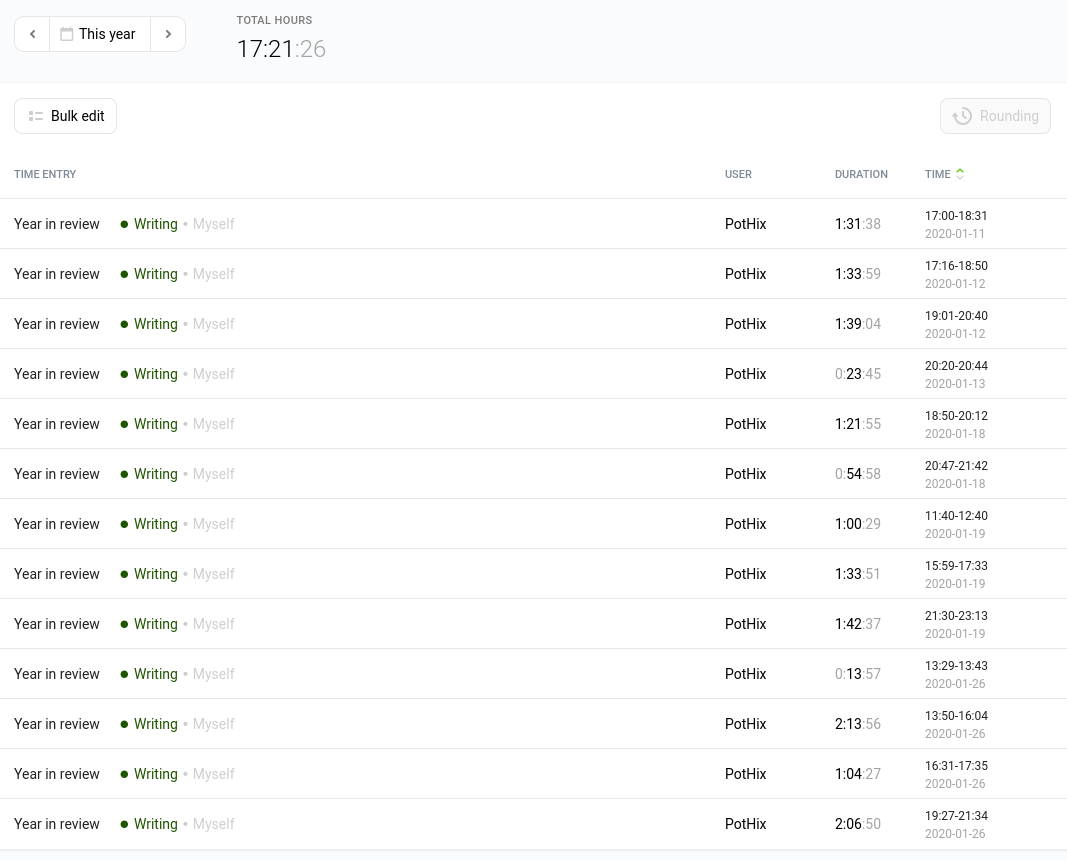 This year
TOTAL HOURS
17:21:26
Bulk edit
Rounding
TIME ENTRY USER DURATION TIME
Year in review • Writing • Myself PotHix 1:31:38 17:00-18:31
2020-01-11
Year in review • Writing • Myself PotHix 1:33:59 17:16-18:50
2020-01-12
Year in review • Writing • Myself PotHix 1:39:04 19:01-20:40
2020-01-12
Year in review • Writing • Myself PotHix 0:23:45 20:20-20:44
2020-01-13
Year in review • Writing • Myself PotHix 1:21:55 18:50-20:12
2020-01-18
Year in review • Writing • Myself PotHix 0:54:58 20:47-21:42
2020-01-18
Year in review • Writing • Myself PotHix 1:00:29 11:40-12:40
2020-01-19
Year in review • Writing • Myself PotHix 1:33:51 15:59-17:33
2020-01-19
Year in review • Writing • Myself PotHix 1:42:37 21:30-23:13
2020-01-19
Year in review • Writing • Myself PotHix 0:13:57 13:29-13:43
2020-01-26
Year in review • Writing • Myself PotHix 2:13:56 13:50-16:04
2020-01-26
Year in review • Writing • Myself PotHix 1:04:27 16:31-17:35
2020-01-26
Year in review • Writing • Myself PotHix 2:06:50 19:27-21:34
2020-01-26